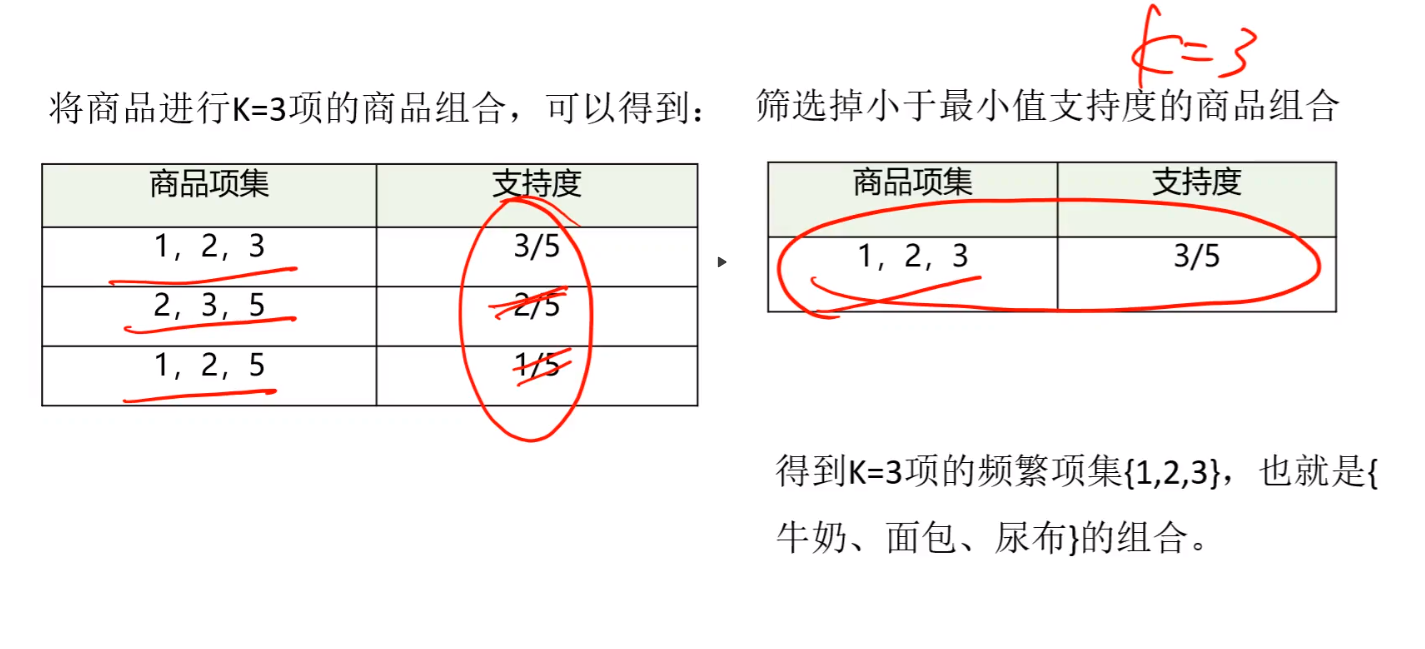 K=3
将商品进行K=3项的商品组合，可以得到：
筛选掉小于最小值支持度的商品组合
商品项集 支持度
1，2，3 3/5
2，3，5 2/5
1，2，5 1/5
商品项集 支持度
1，2，3 3/5
得到K=3项的频繁项集{1,2,3}，也就是{
牛奶、面包、尿布}的组合。